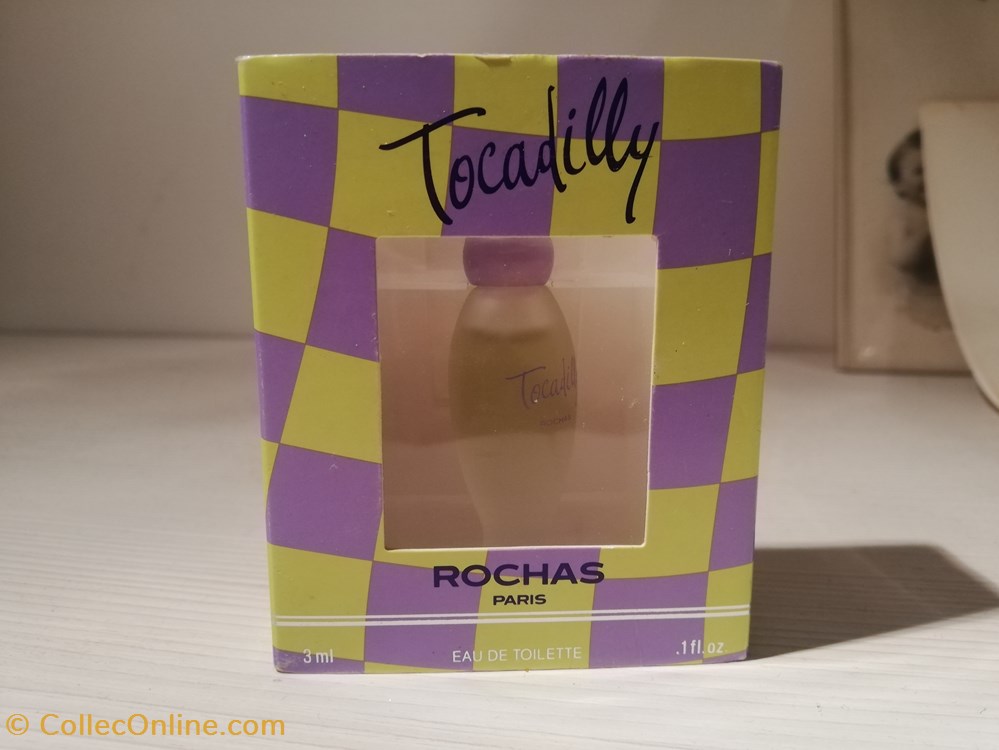 Tocadilly
Tocadilly
ROCHAS
ROCHAS
PARIS
3 ml EAU DE TOILETTE .1 fl. oz.
© CollecOnline.com